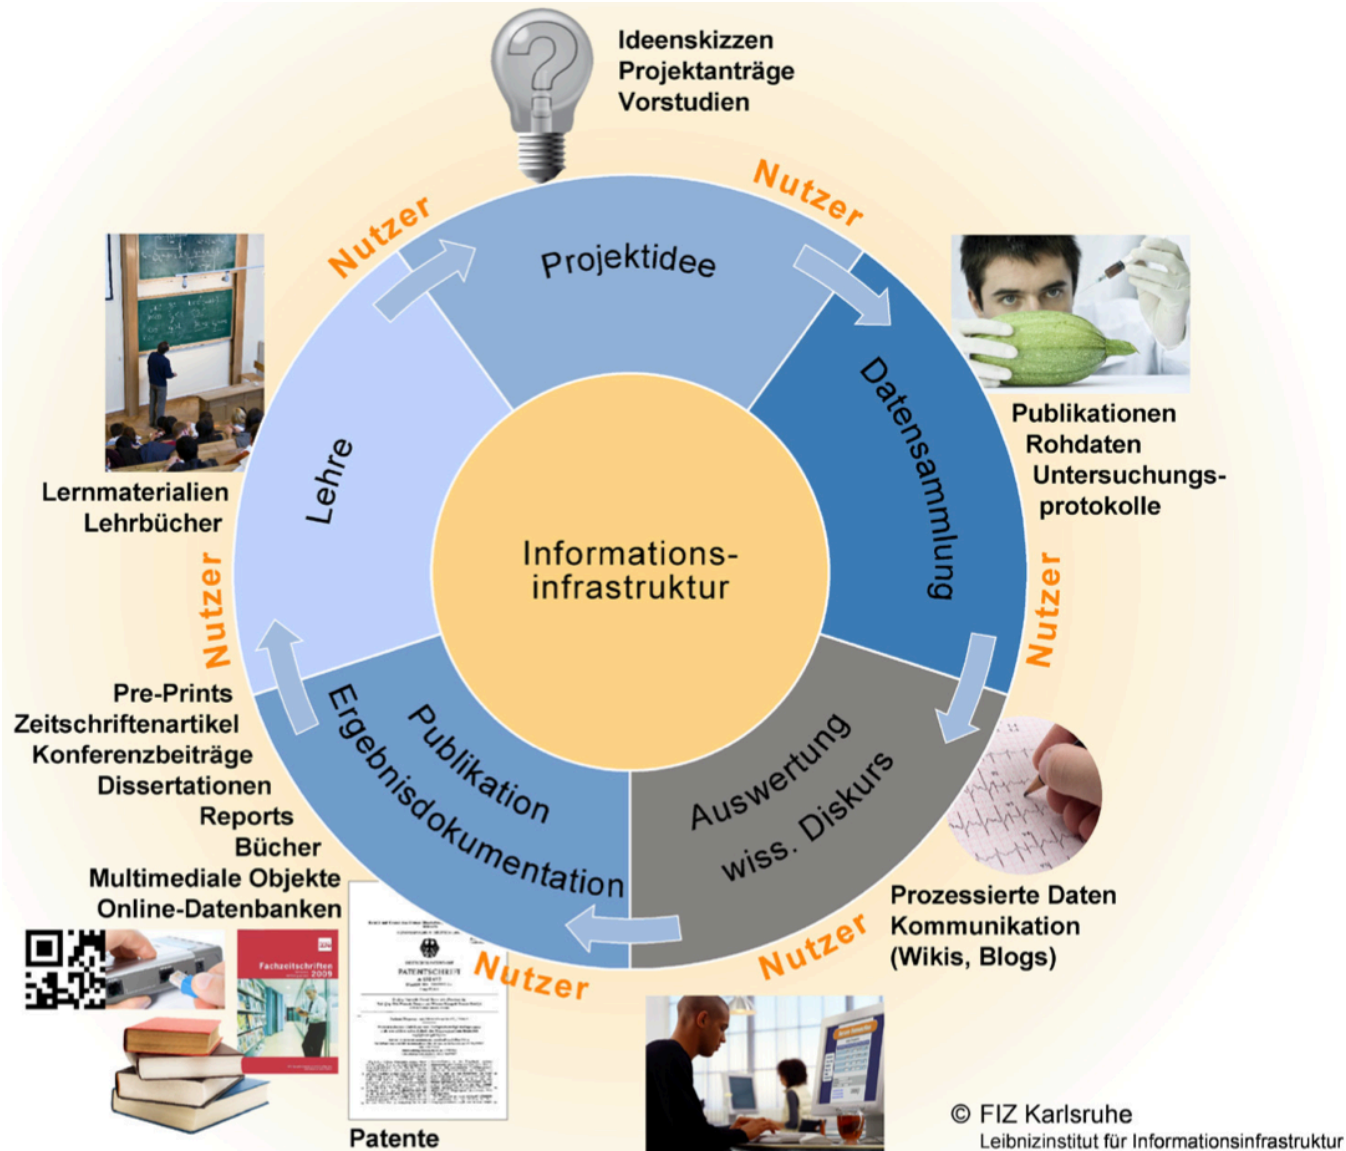 Ideenskizzen
Projektanträge
Vorstudien
Nutzer
Nutzer
Projektidee
Datensammlung
Publikationen
Rohdaten
Untersuchungs-
protokolle
Lehre
Lernmaterialien
Lehrbücher
Informations-
infrastruktur
Nutzer
Nutzer
Auswertung
wiss. Diskurs
Publikation
Ergebnisdokumentation
Pre-Prints
Zeitschriftenartikel
Konferenzbeiträge
Dissertationen
Reports
Bücher
Multimediale Objekte
Online-Datenbanken
Prozessierte Daten
Kommunikation
(Wikis, Blogs)
Nutzer
Nutzer
Fachzeitschriften
2009
PATENTSCHRIFT
Patente
© FIZ Karlsruhe
Leibnizinstitut für Informationsinfrastruktur